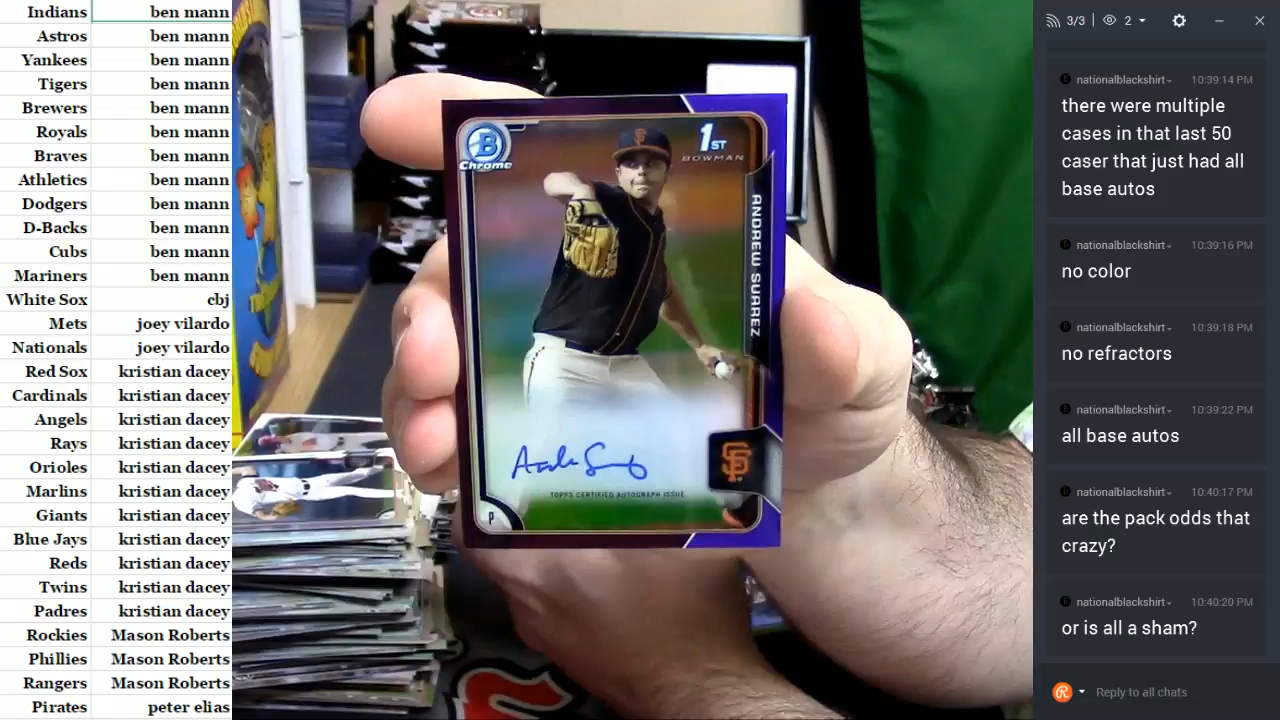 Indians ben mann
Astros ben mann
Yankees ben mann
Tigers ben mann
Brewers ben mann
Royals ben mann
Braves ben mann
Athletics ben mann
Dodgers ben mann
D-Backs ben mann
Cubs ben mann
Mariners ben mann
White Sox cbj
Mets joey vilardo
Nationals joey vilardo
Red Sox kristian dacey
Cardinals kristian dacey
Angels kristian dacey
Rays kristian dacey
Orioles kristian dacey
Marlins kristian dacey
Giants kristian dacey
Blue Jays kristian dacey
Reds kristian dacey
Twins kristian dacey
Padres kristian dacey
Rockies Mason Roberts
Phillies Mason Roberts
Rangers Mason Roberts
Pirates peter elias
B
Chrome
1ST
BOWMAN
ANDREW SUAREZ
SF
TOPPS CERTIFIED AUTOGRAPH ISSUE
P
3/3 2
nationalblackshirt 10:39:14 PM
there were multiple
cases in that last 50
caser that just had all
base autos
nationalblackshirt 10:39:16 PM
no color
nationalblackshirt 10:39:18 PM
no refractors
nationalblackshirt 10:39:22 PM
all base autos
nationalblackshirt 10:40:17 PM
are the pack odds that
crazy?
nationalblackshirt 10:40:20 PM
or is all a sham?
Reply to all chats